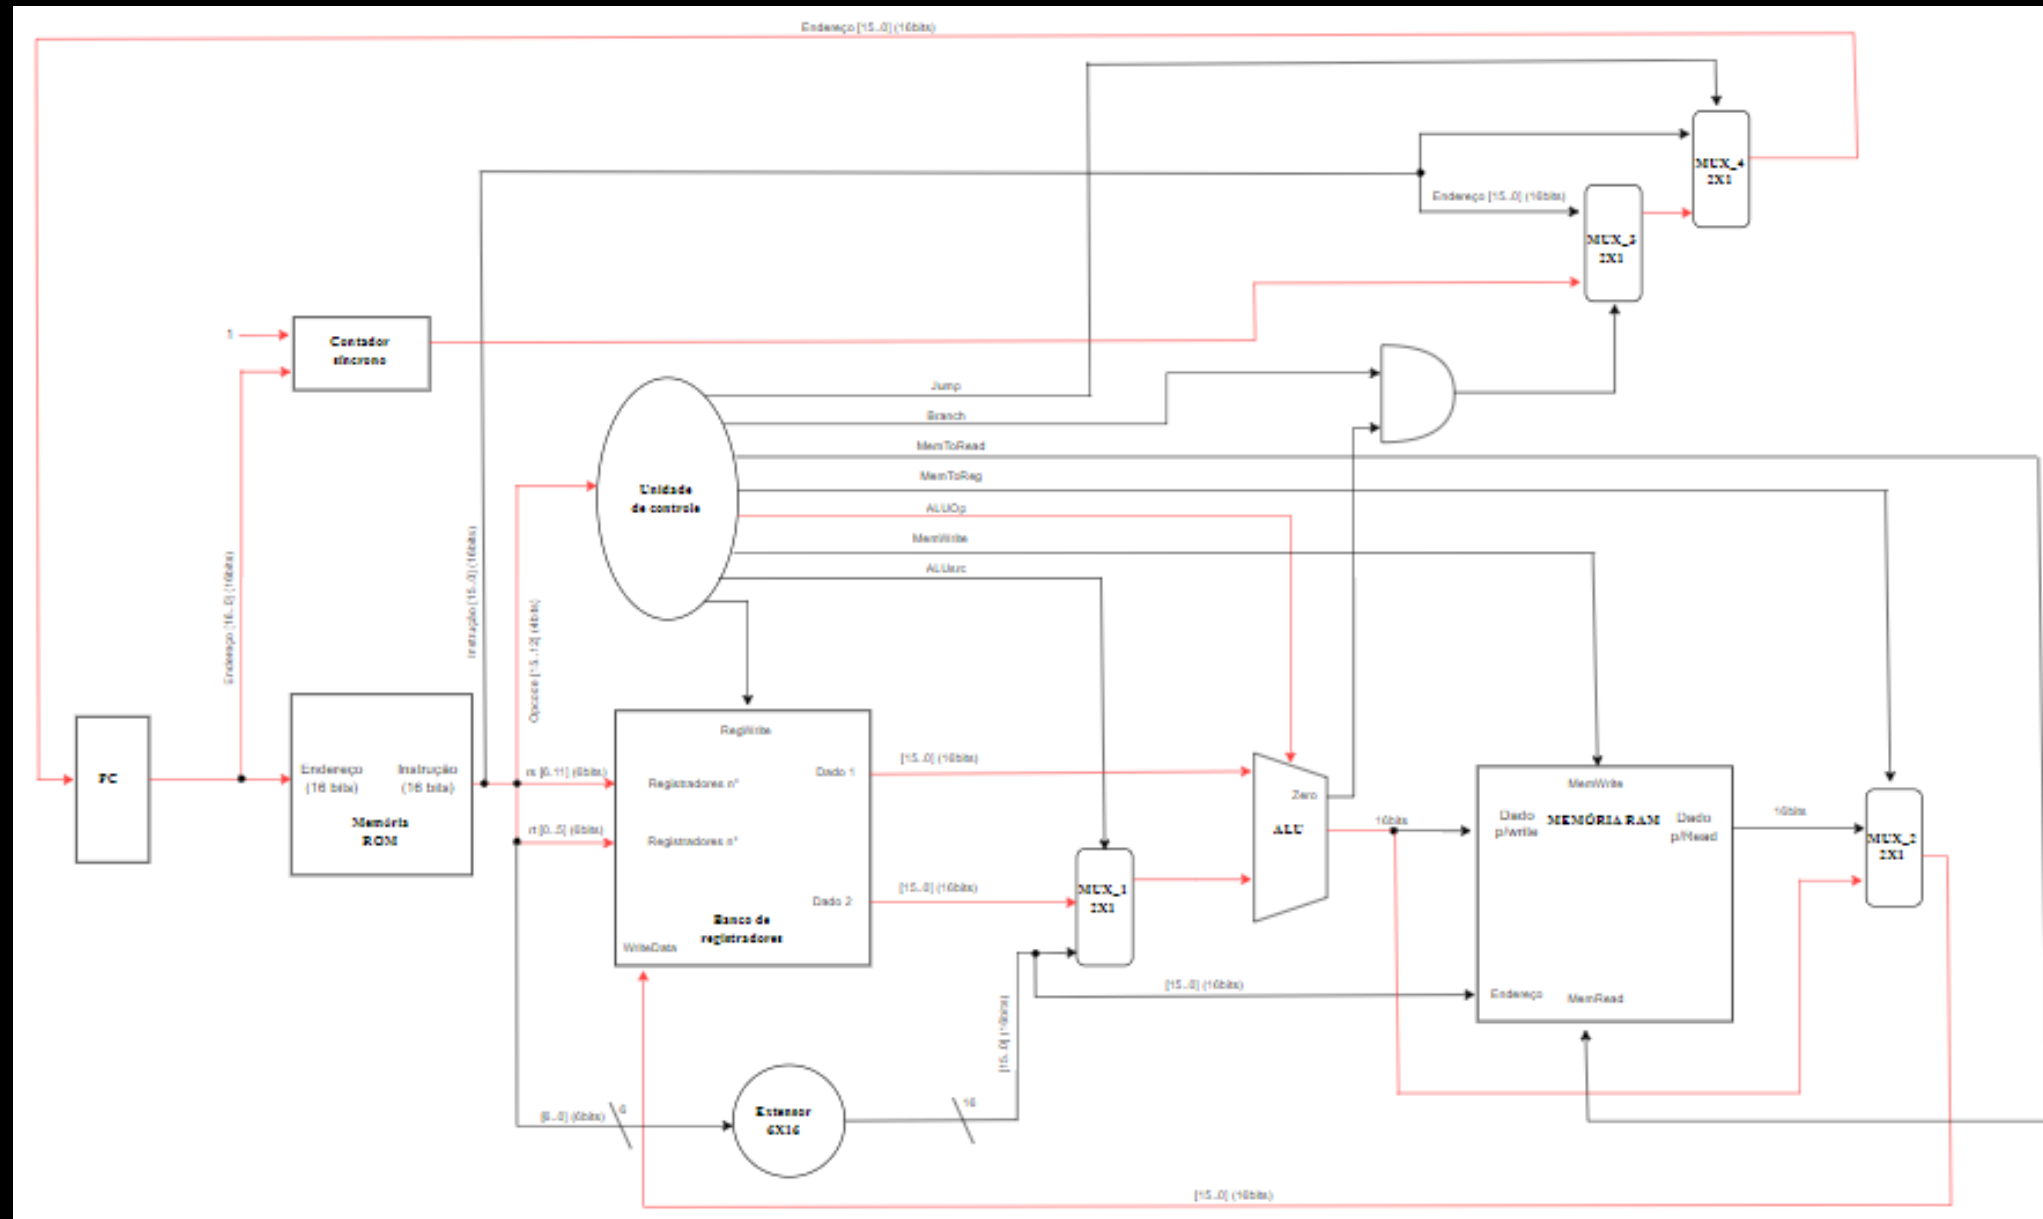 Endereço [15..0] (16bits)
MUX_4
2X1
Endereço [15..0] (16bits)
MUX_3
2X1
1
Contador
síncrono
Jump
Branch
MemToRead
MemToReg
ALUOp
MemWrite
ALUsrc
Unidade
de controle
Endereço [15..0] (16bits)
Instrução [15..0] (16bits)
Opcode [15..12] (4bits)
PC
Endereço
(16 bits)
Instrução
(16 bits)
Memória
ROM
rs [6.11] (6bits)
rt [0..5] (6bits)
RegWrite
Registradores n°
Registradores n°
Dado 1
Dado 2
Banco de
registradores
WriteData
[15..0] (16bits)
[15..0] (16bits)
MUX_1
2X1
Zero
ALU
16bits
MemWrite
Dado
p/write
MEMÓRIA RAM
Dado
p/Read
Endereço
MemRead
16bits
MUX_2
2X1
[15..0] (16bits)
[15..0] (16bits)
6
16
Extensor
6X16
[15..0] (16bits)